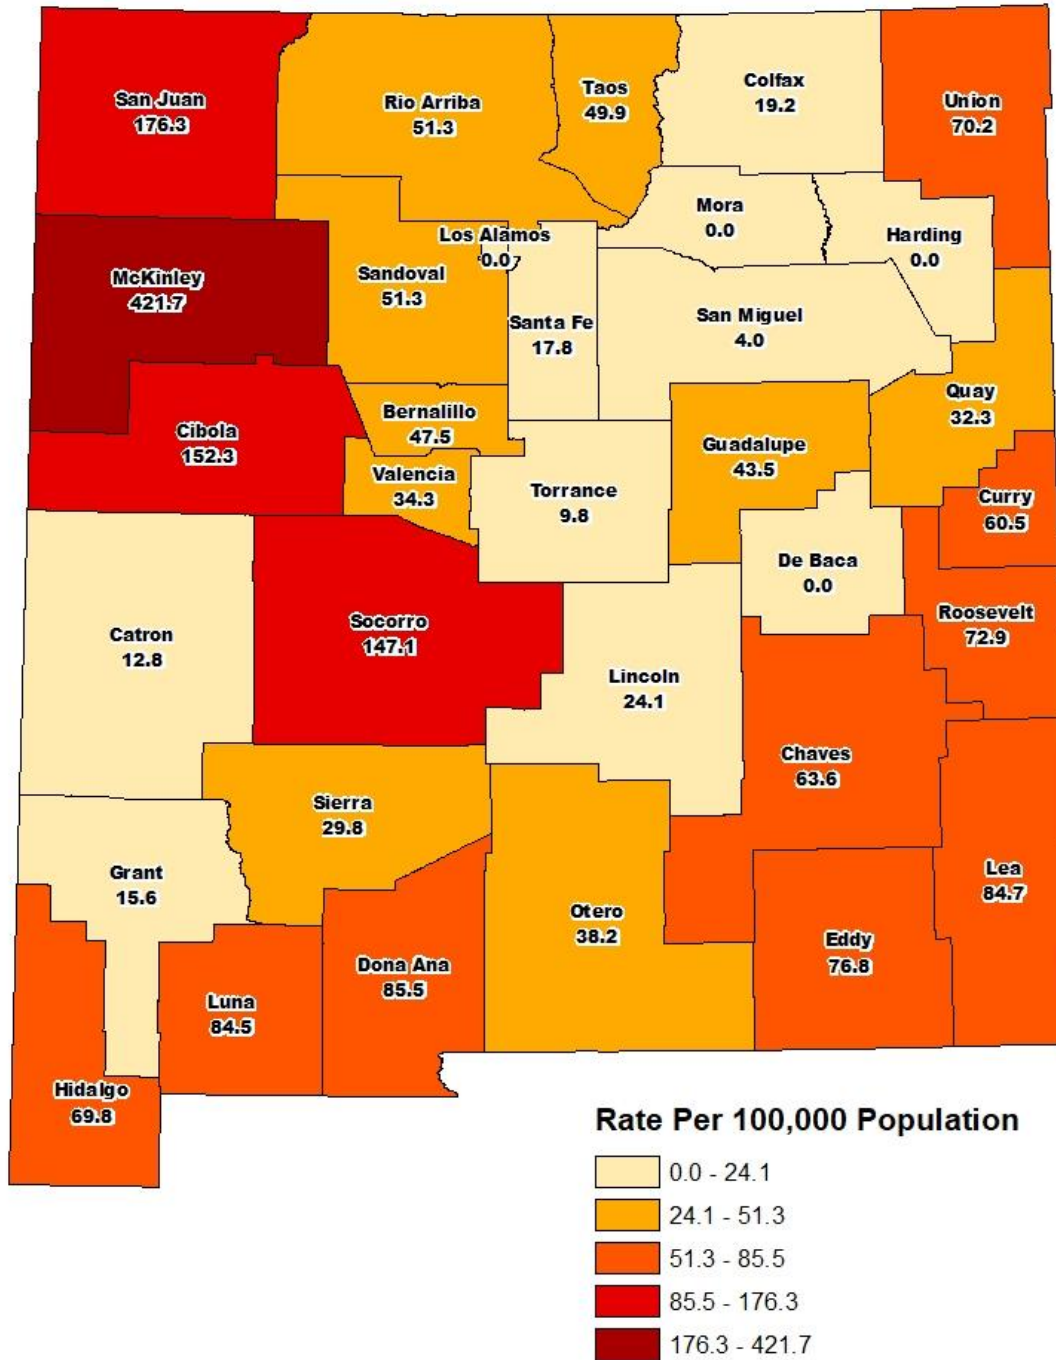 San Juan
176.3
Rio Arriba
51.3
Taos
49.9
Colfax
19.2
Union
70.2
Mora
0.0
Harding
0.0
Los Alamos
0.0
McKinley
421.7
Sandoval
51.3
Santa Fe
17.8
San Miguel
4.0
Quay
32.3
Bernalillo
47.5
Cibola
152.3
Guadalupe
43.5
Valencia
34.3
Torrance
9.8
Curry
60.5
De Baca
0.0
Roosevelt
72.9
Catron
12.8
Socorro
147.1
Lincoln
24.1
Chaves
63.6
Sierra
29.8
Grant
15.6
Lea
84.7
Otero
38.2
Eddy
76.8
Dona Ana
85.5
Luna
84.5
Hidalgo
69.8
Rate Per 100,000 Population
0.0 - 24.1
24.1 - 51.3
51.3 - 85.5
85.5 - 176.3
176.3 - 421.7